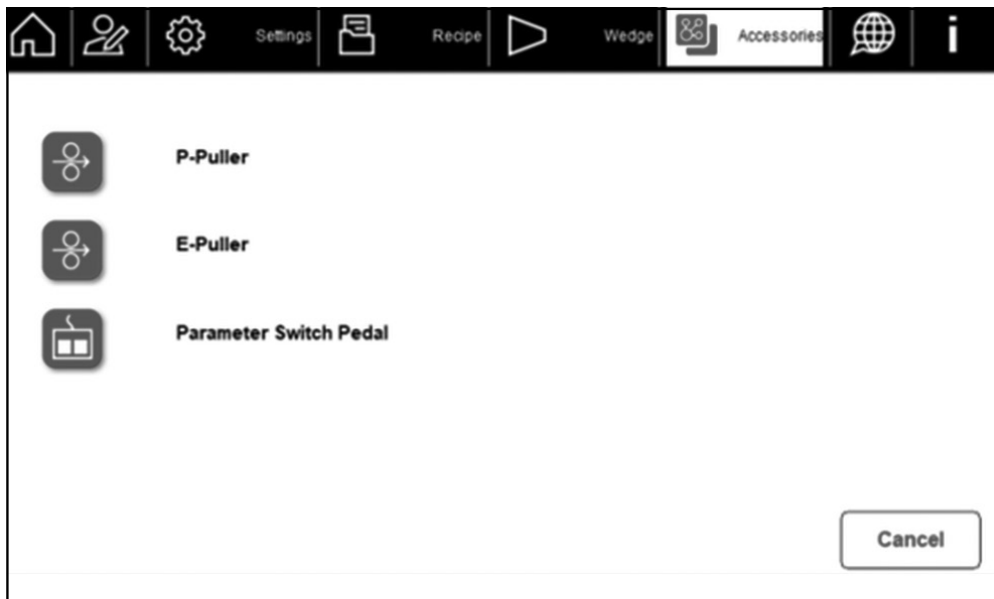 Settings
Recipe
Wedge
Accessories
P-Puller
E-Puller
Parameter Switch Pedal
Cancel